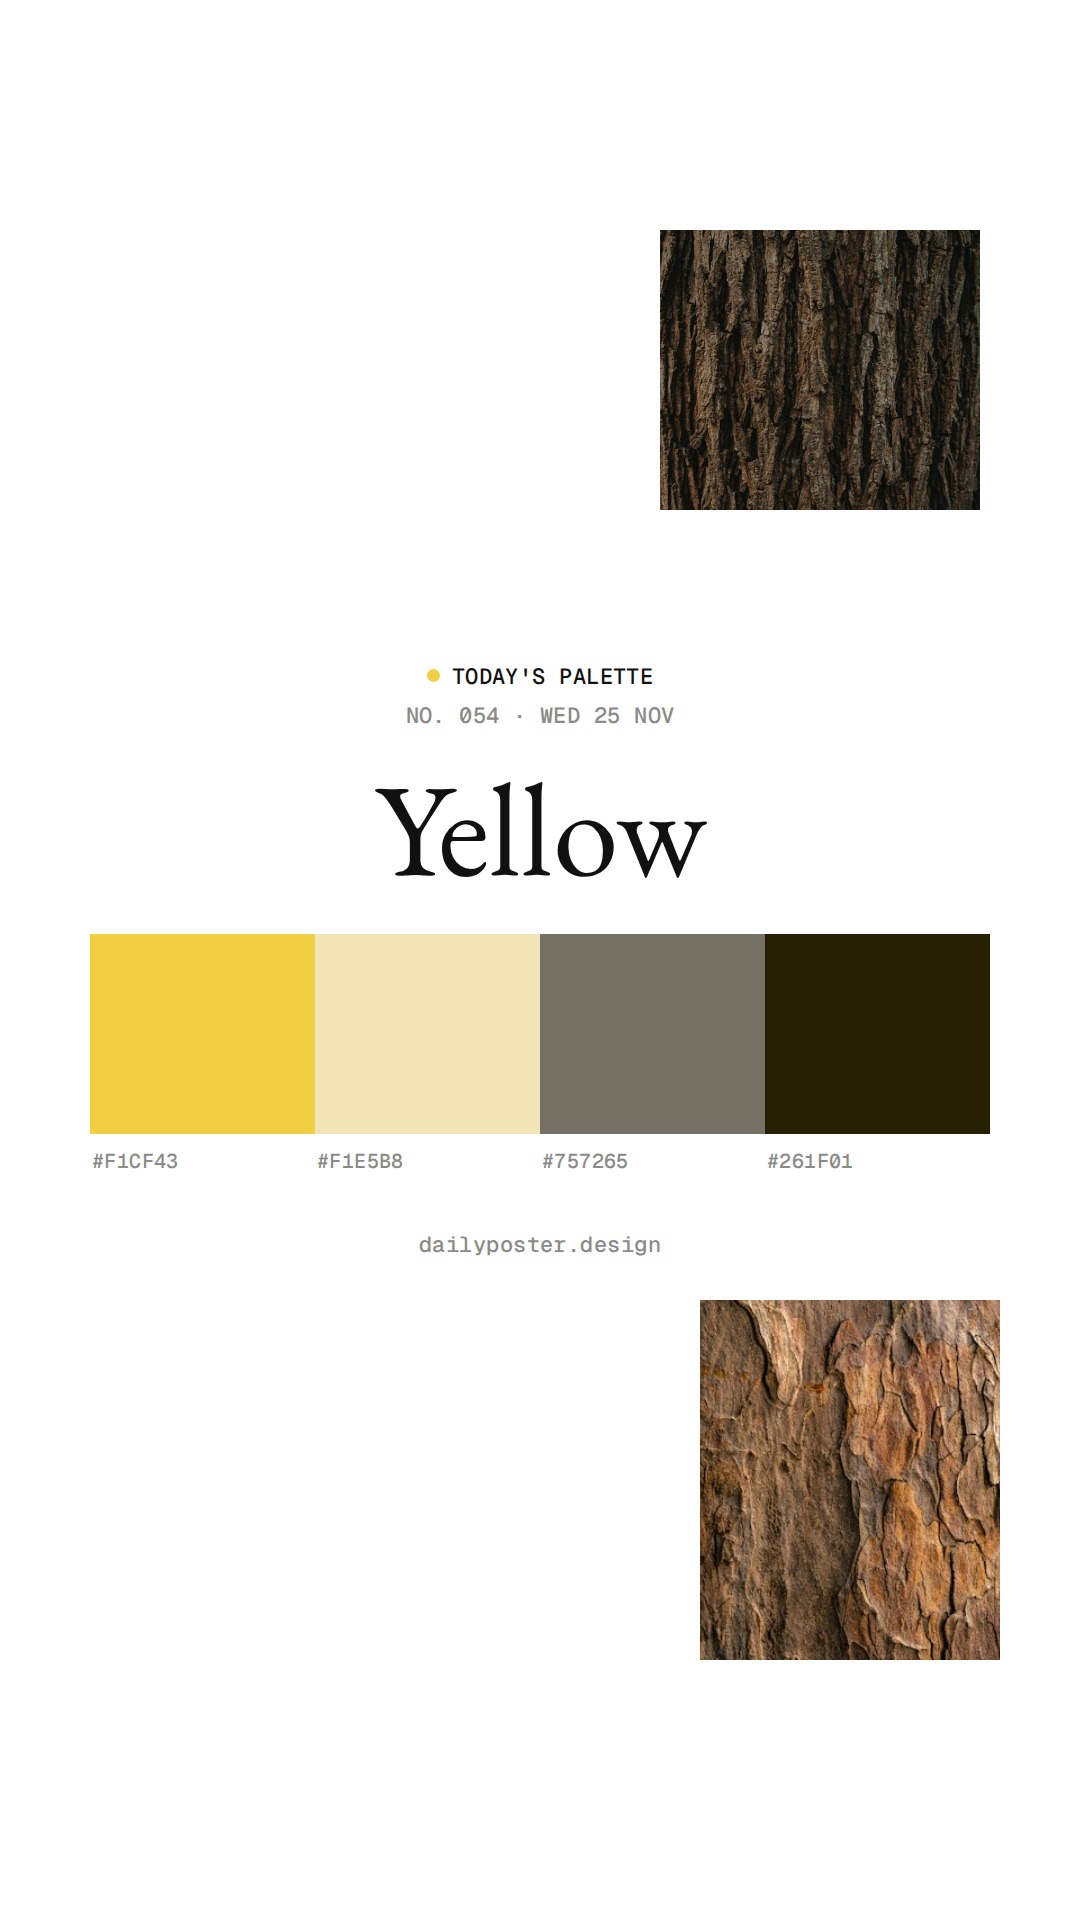 TODAY'S PALETTE
NO. 054 · WED 25 NOV
Yellow
#F1CF43 #F1E5B8 #757265 #261F01
dailyposter.design